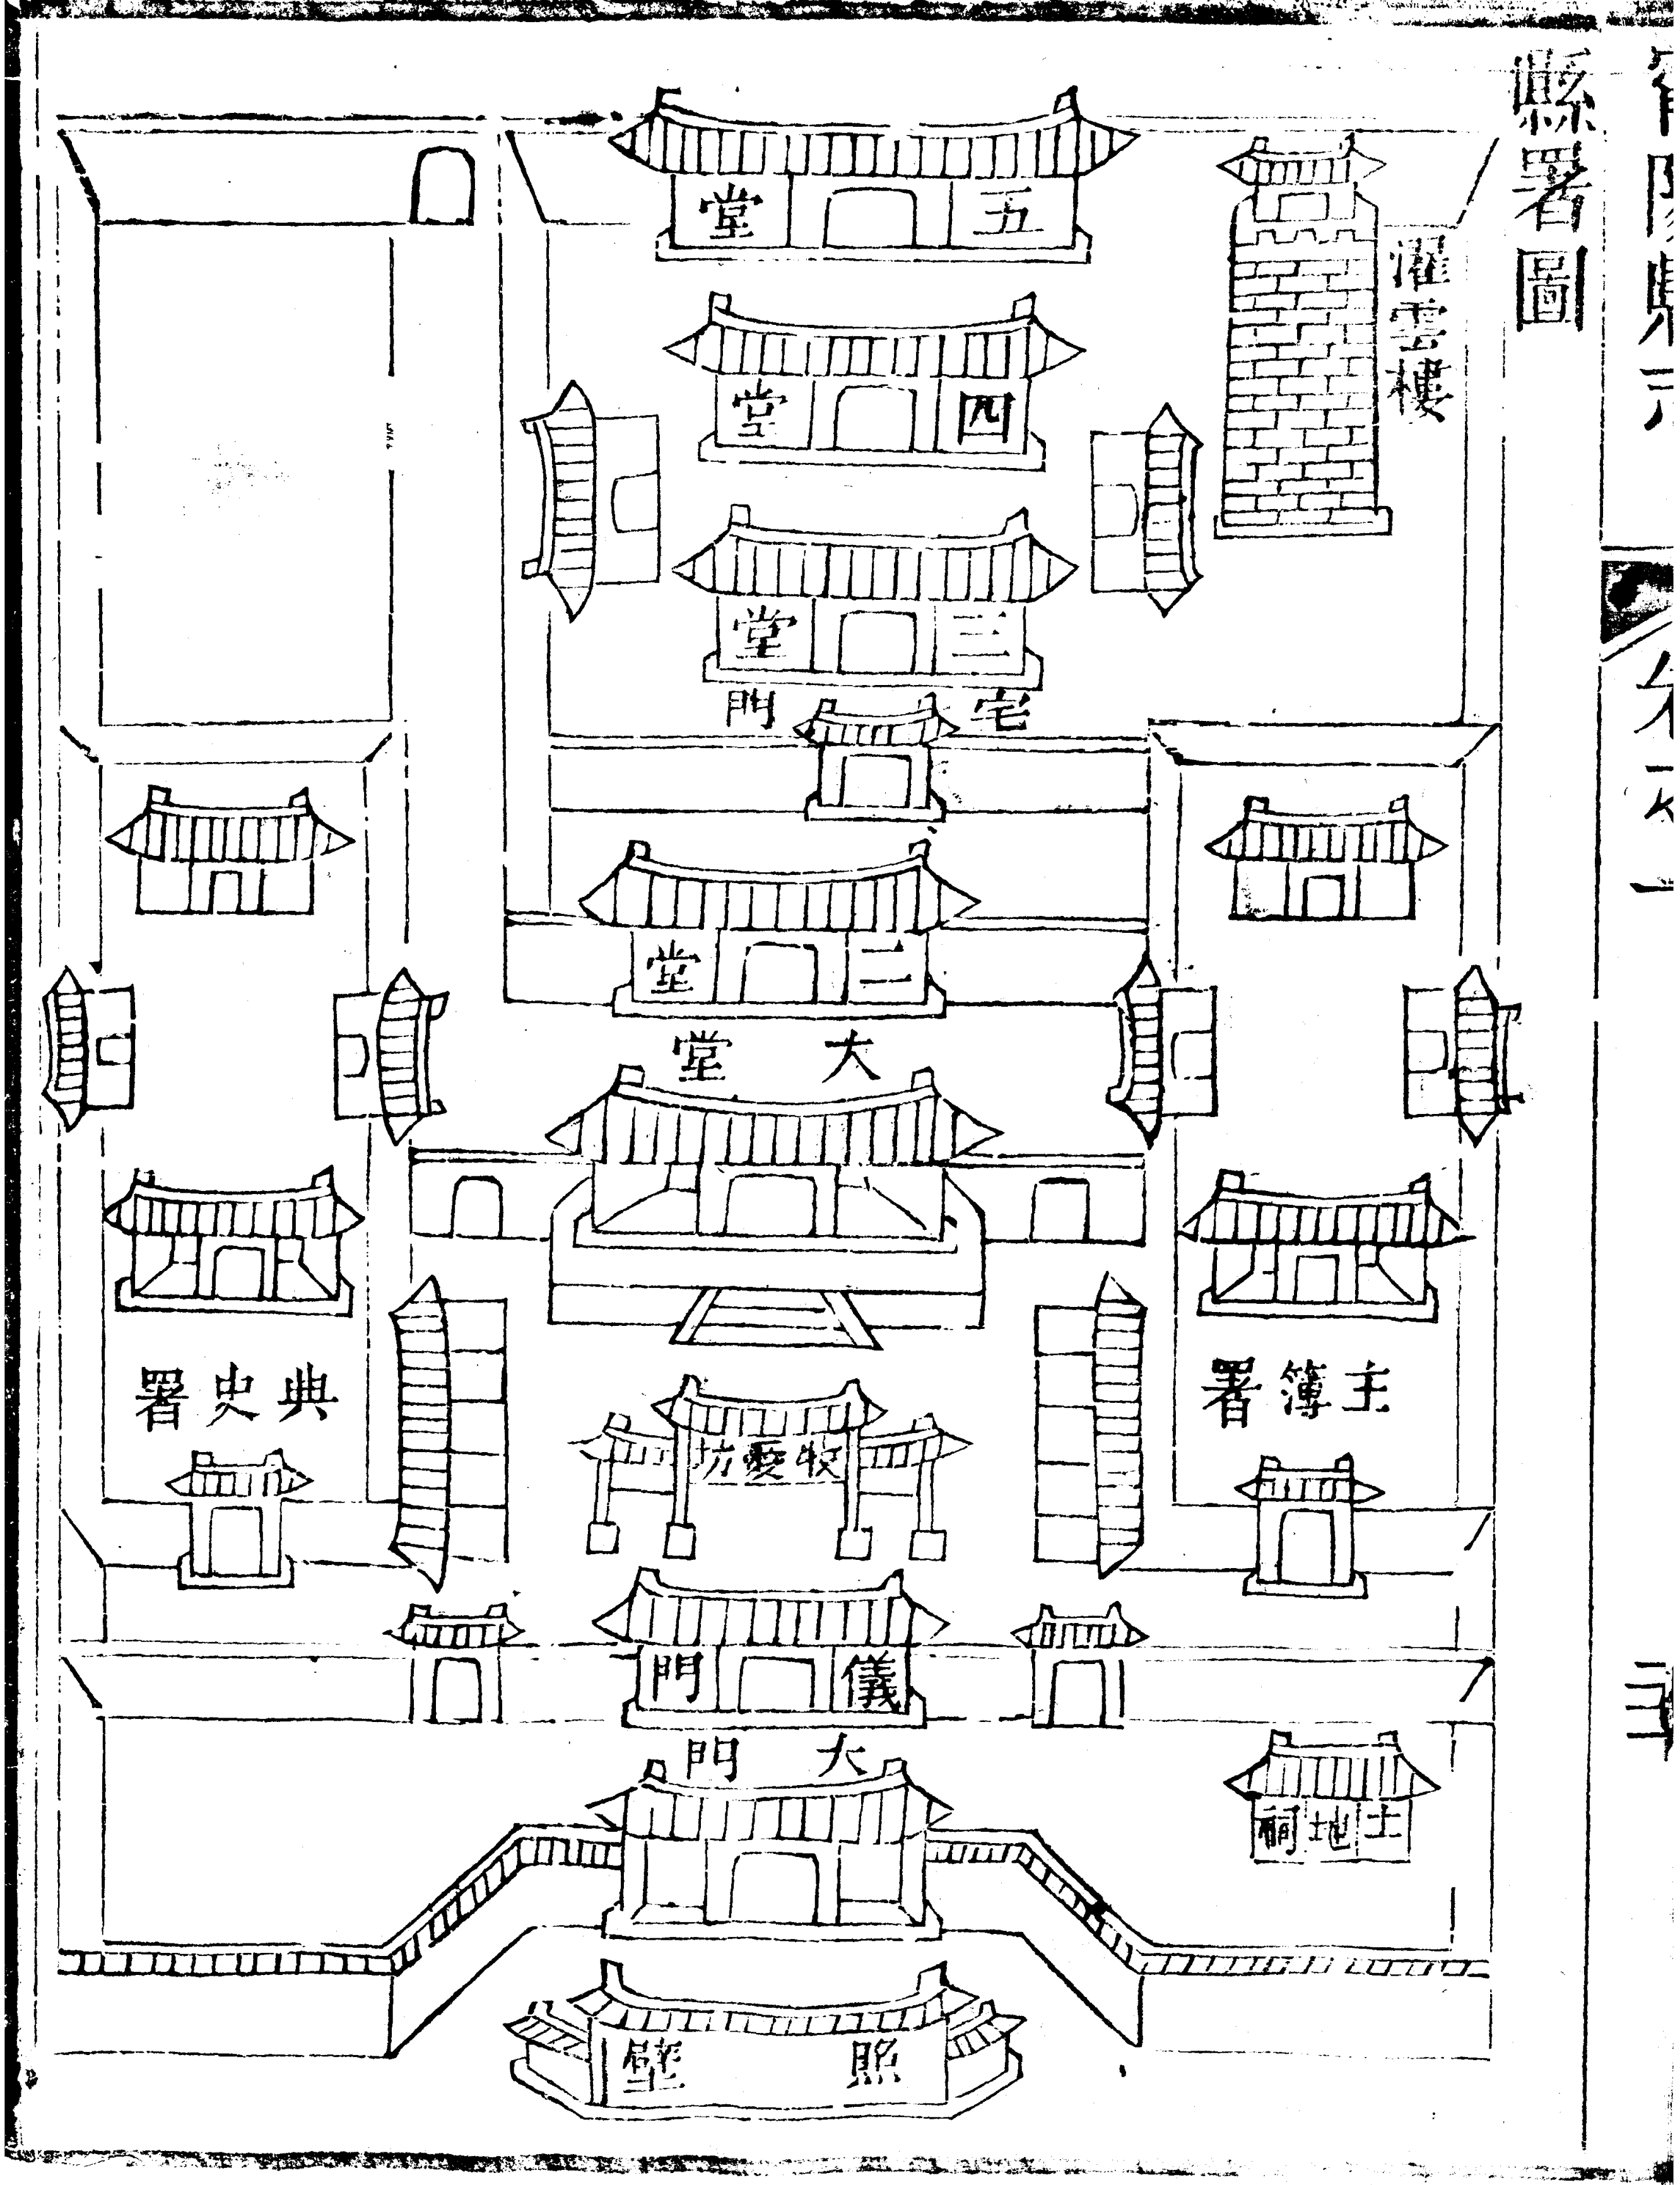 縣署圖
濯雲樓
五堂
四堂
三堂
宅門
二堂
大堂
主簿署
典史署
牧愛坊
儀門
大門
土地祠
照壁